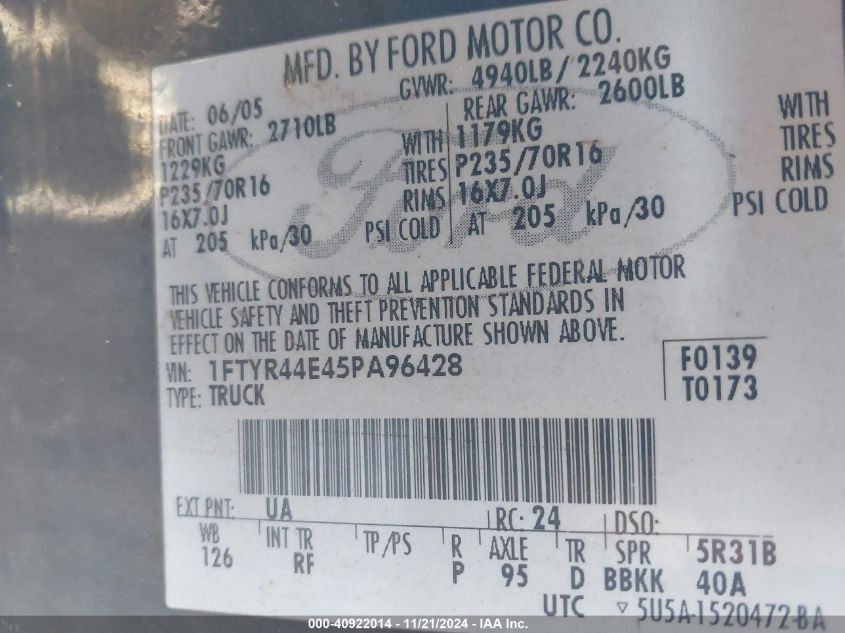 MFD. BY FORD MOTOR CO.
DATE: 06/05 GVWR: 4940LB / 2240KG
FRONT GAWR: 2710LB REAR GAWR: 2600LB
1229KG WITH 1179KG WITH
P235/70R16 TIRES P235/70R16 TIRES
16X7.0J RIMS 16X7.0J RIMS
AT 205 kPa/30 PSI COLD AT 205 kPa/30 PSI COLD
Ford
THIS VEHICLE CONFORMS TO ALL APPLICABLE FEDERAL MOTOR
VEHICLE SAFETY AND THEFT PREVENTION STANDARDS IN
EFFECT ON THE DATE OF MANUFACTURE SHOWN ABOVE.
VIN: 1FTYR44E45PA96428 F0139
TYPE: TRUCK T0173
EXT PNT: UA RC: 24 DSO:
WB INT TR TP/PS R AXLE TR SPR 5R31B
126 RF P 95 D BBKK 40A
UTC ▽ 5U5A-1520472-BA
000-40922014 - 11/21/2024 - IAA Inc.